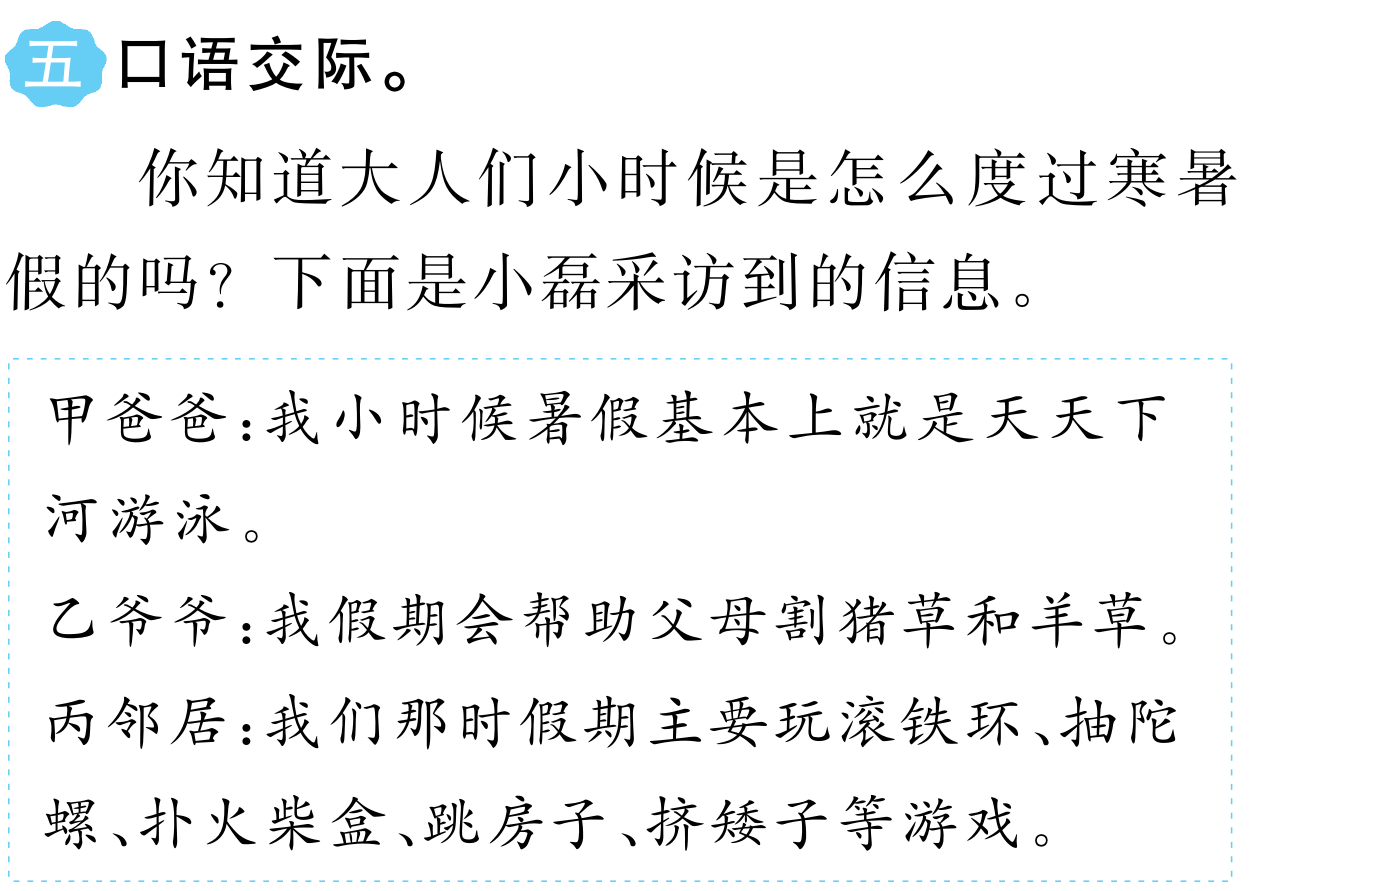 五 口语交际。
你知道大人们小时候是怎么度过寒暑
假的吗？下面是小磊采访到的信息。
甲爸爸：我小时候暑假基本上就是天天下
河游泳。
乙爷爷：我假期会帮助父母割猪草和羊草。
丙邻居：我们那时假期主要玩滚铁环、抽陀
螺、扑火柴盒、跳房子、挤矮子等游戏。